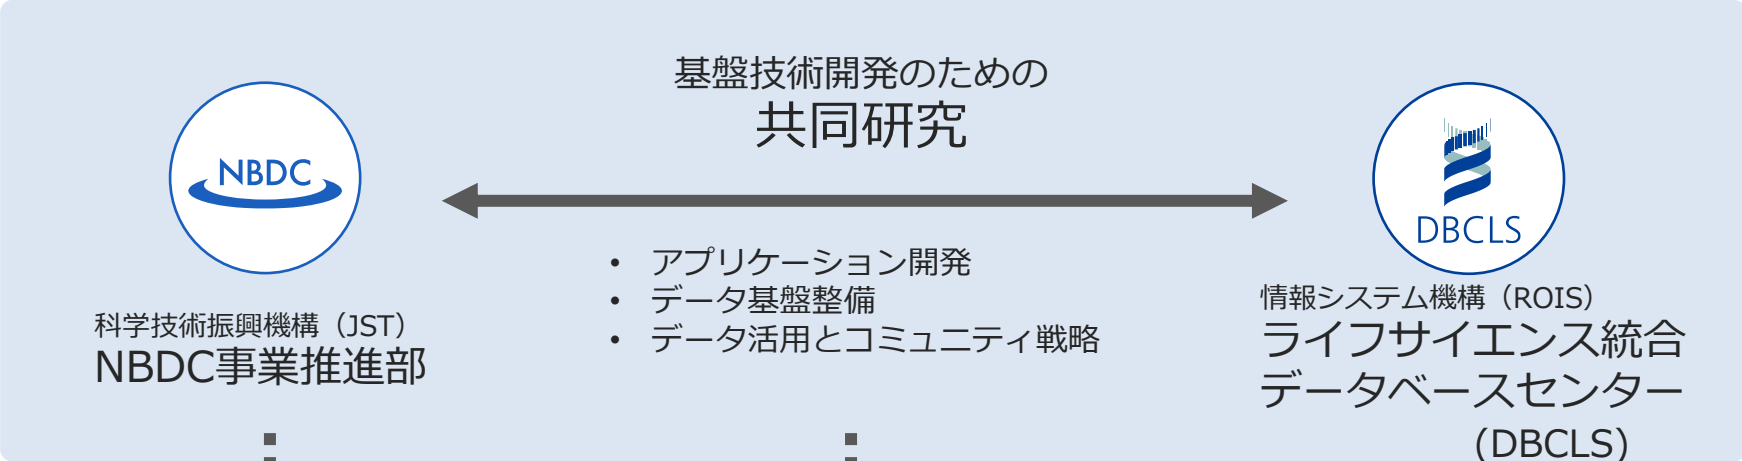 基盤技術開発のための
共同研究
NBDC
科学技術振興機構（JST）
NBDC事業推進部
• アプリケーション開発
• データ基盤整備
• データ活用とコミュニティ戦略
DBCLS
情報システム機構（ROIS）
ライフサイエンス統合
データベースセンター
(DBCLS)